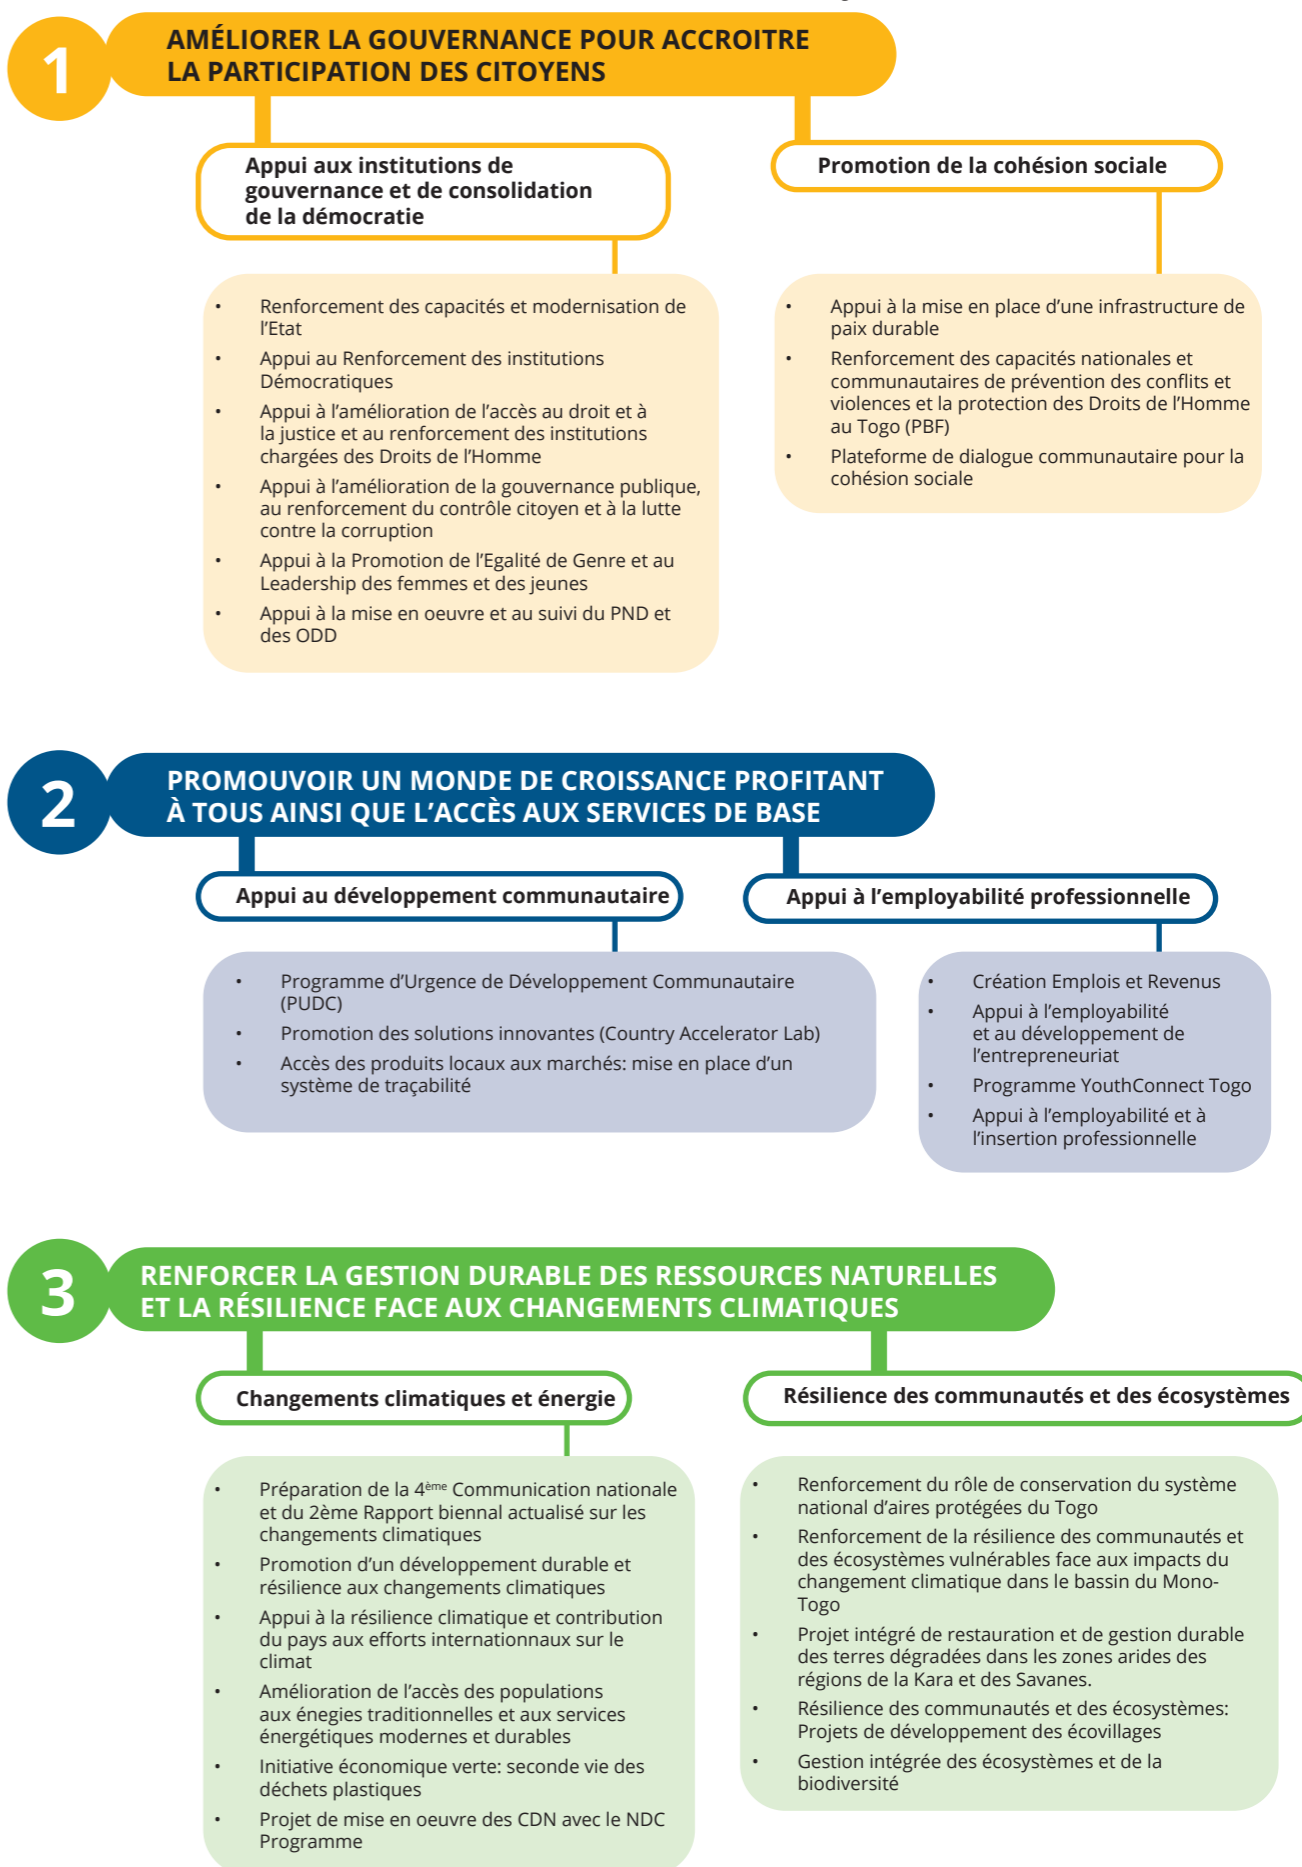 1
AMÉLIORER LA GOUVERNANCE POUR ACCROITRE
LA PARTICIPATION DES CITOYENS
Appui aux institutions de
gouvernance et de consolidation
de la démocratie
• Renforcement des capacités et modernisation de
l'Etat
• Appui au Renforcement des institutions
Démocratiques
• Appui à l'amélioration de l'accès au droit et à
la justice et au renforcement des institutions
chargées des Droits de l'Homme
• Appui à l'amélioration de la gouvernance publique,
au renforcement du contrôle citoyen et à la lutte
contre la corruption
• Appui à la Promotion de l'Egalité de Genre et au
Leadership des femmes et des jeunes
• Appui à la mise en oeuvre et au suivi du PND et
des ODD
Promotion de la cohésion sociale
• Appui à la mise en place d'une infrastructure de
paix durable
• Renforcement des capacités nationales et
communautaires de prévention des conflits et
violences et la protection des Droits de l'Homme
au Togo (PBF)
• Plateforme de dialogue communautaire pour la
cohésion sociale
2
PROMOUVOIR UN MONDE DE CROISSANCE PROFITANT
À TOUS AINSI QUE L'ACCÈS AUX SERVICES DE BASE
Appui au développement communautaire
• Programme d'Urgence de Développement Communautaire
(PUDC)
• Promotion des solutions innovantes (Country Accelerator Lab)
• Accès des produits locaux aux marchés: mise en place d'un
système de traçabilité
Appui à l'employabilité professionnelle
• Création Emplois et Revenus
• Appui à l'employabilité
et au développement de
l'entrepreneuriat
• Programme YouthConnect Togo
• Appui à l'employabilité et à
l'insertion professionnelle
3
RENFORCER LA GESTION DURABLE DES RESSOURCES NATURELLES
ET LA RÉSILIENCE FACE AUX CHANGEMENTS CLIMATIQUES
Changements climatiques et énergie
• Préparation de la 4ème Communication nationale
et du 2ème Rapport biennal actualisé sur les
changements climatiques
• Promotion d'un développement durable et
résilience aux changements climatiques
• Appui à la résilience climatique et contribution
du pays aux efforts internationnaux sur le
climat
• Amélioration de l'accès des populations
aux énegies traditionnelles et aux services
énergétiques modernes et durables
• Initiative économique verte: seconde vie des
déchets plastiques
• Projet de mise en oeuvre des CDN avec le NDC
Programme
Résilience des communautés et des écosystèmes
• Renforcement du rôle de conservation du système
national d'aires protégées du Togo
• Renforcement de la résilience des communautés et
des écosystèmes vulnérables face aux impacts du
changement climatique dans le bassin du Mono-
Togo
• Projet intégré de restauration et de gestion durable
des terres dégradées dans les zones arides des
régions de la Kara et des Savanes.
• Résilience des communautés et des écosystèmes:
Projets de développement des écovillages
• Gestion intégrée des écosystèmes et de la
biodiversité